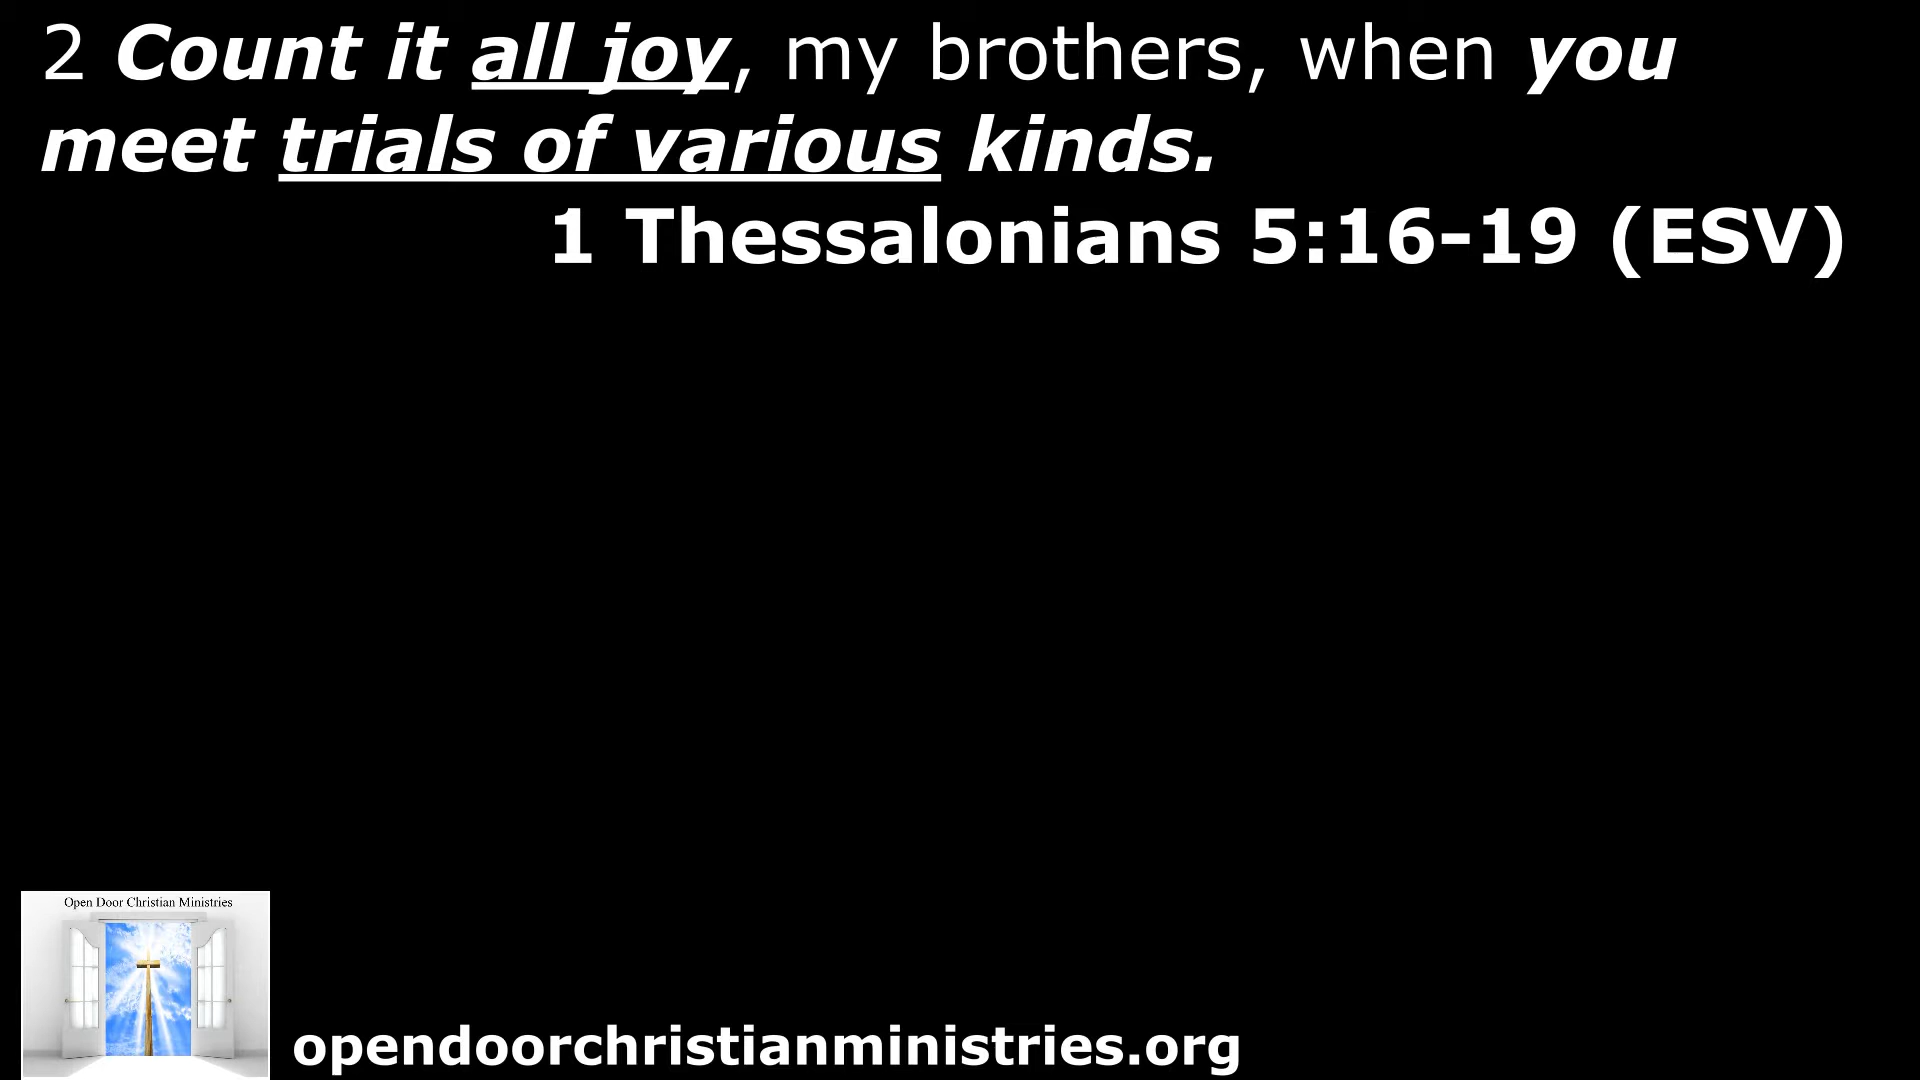 2 Count it all joy, my brothers, when you
meet trials of various kinds.
1 Thessalonians 5:16-19 (ESV)
Open Door Christian Ministries
opendoorchristianministries.org